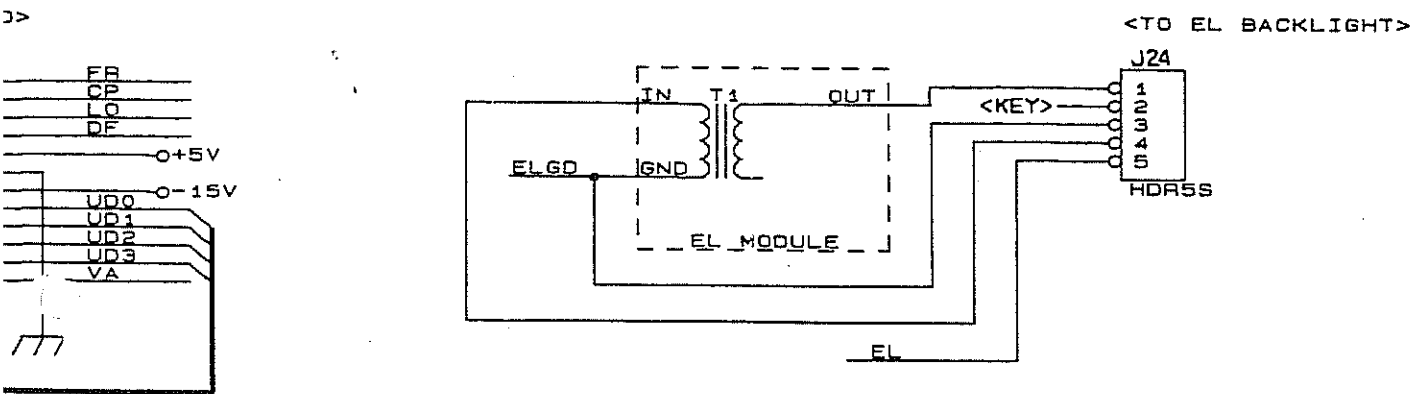 <TO EL BACKLIGHT>
J24
FR
CP
LO
DF
+5V
-15V
UD0
UD1
UD2
UD3
VA
IN T1 OUT
ELGD GND
EL MODULE
<KEY>
1
2
3
4
5
HDR5S
EL